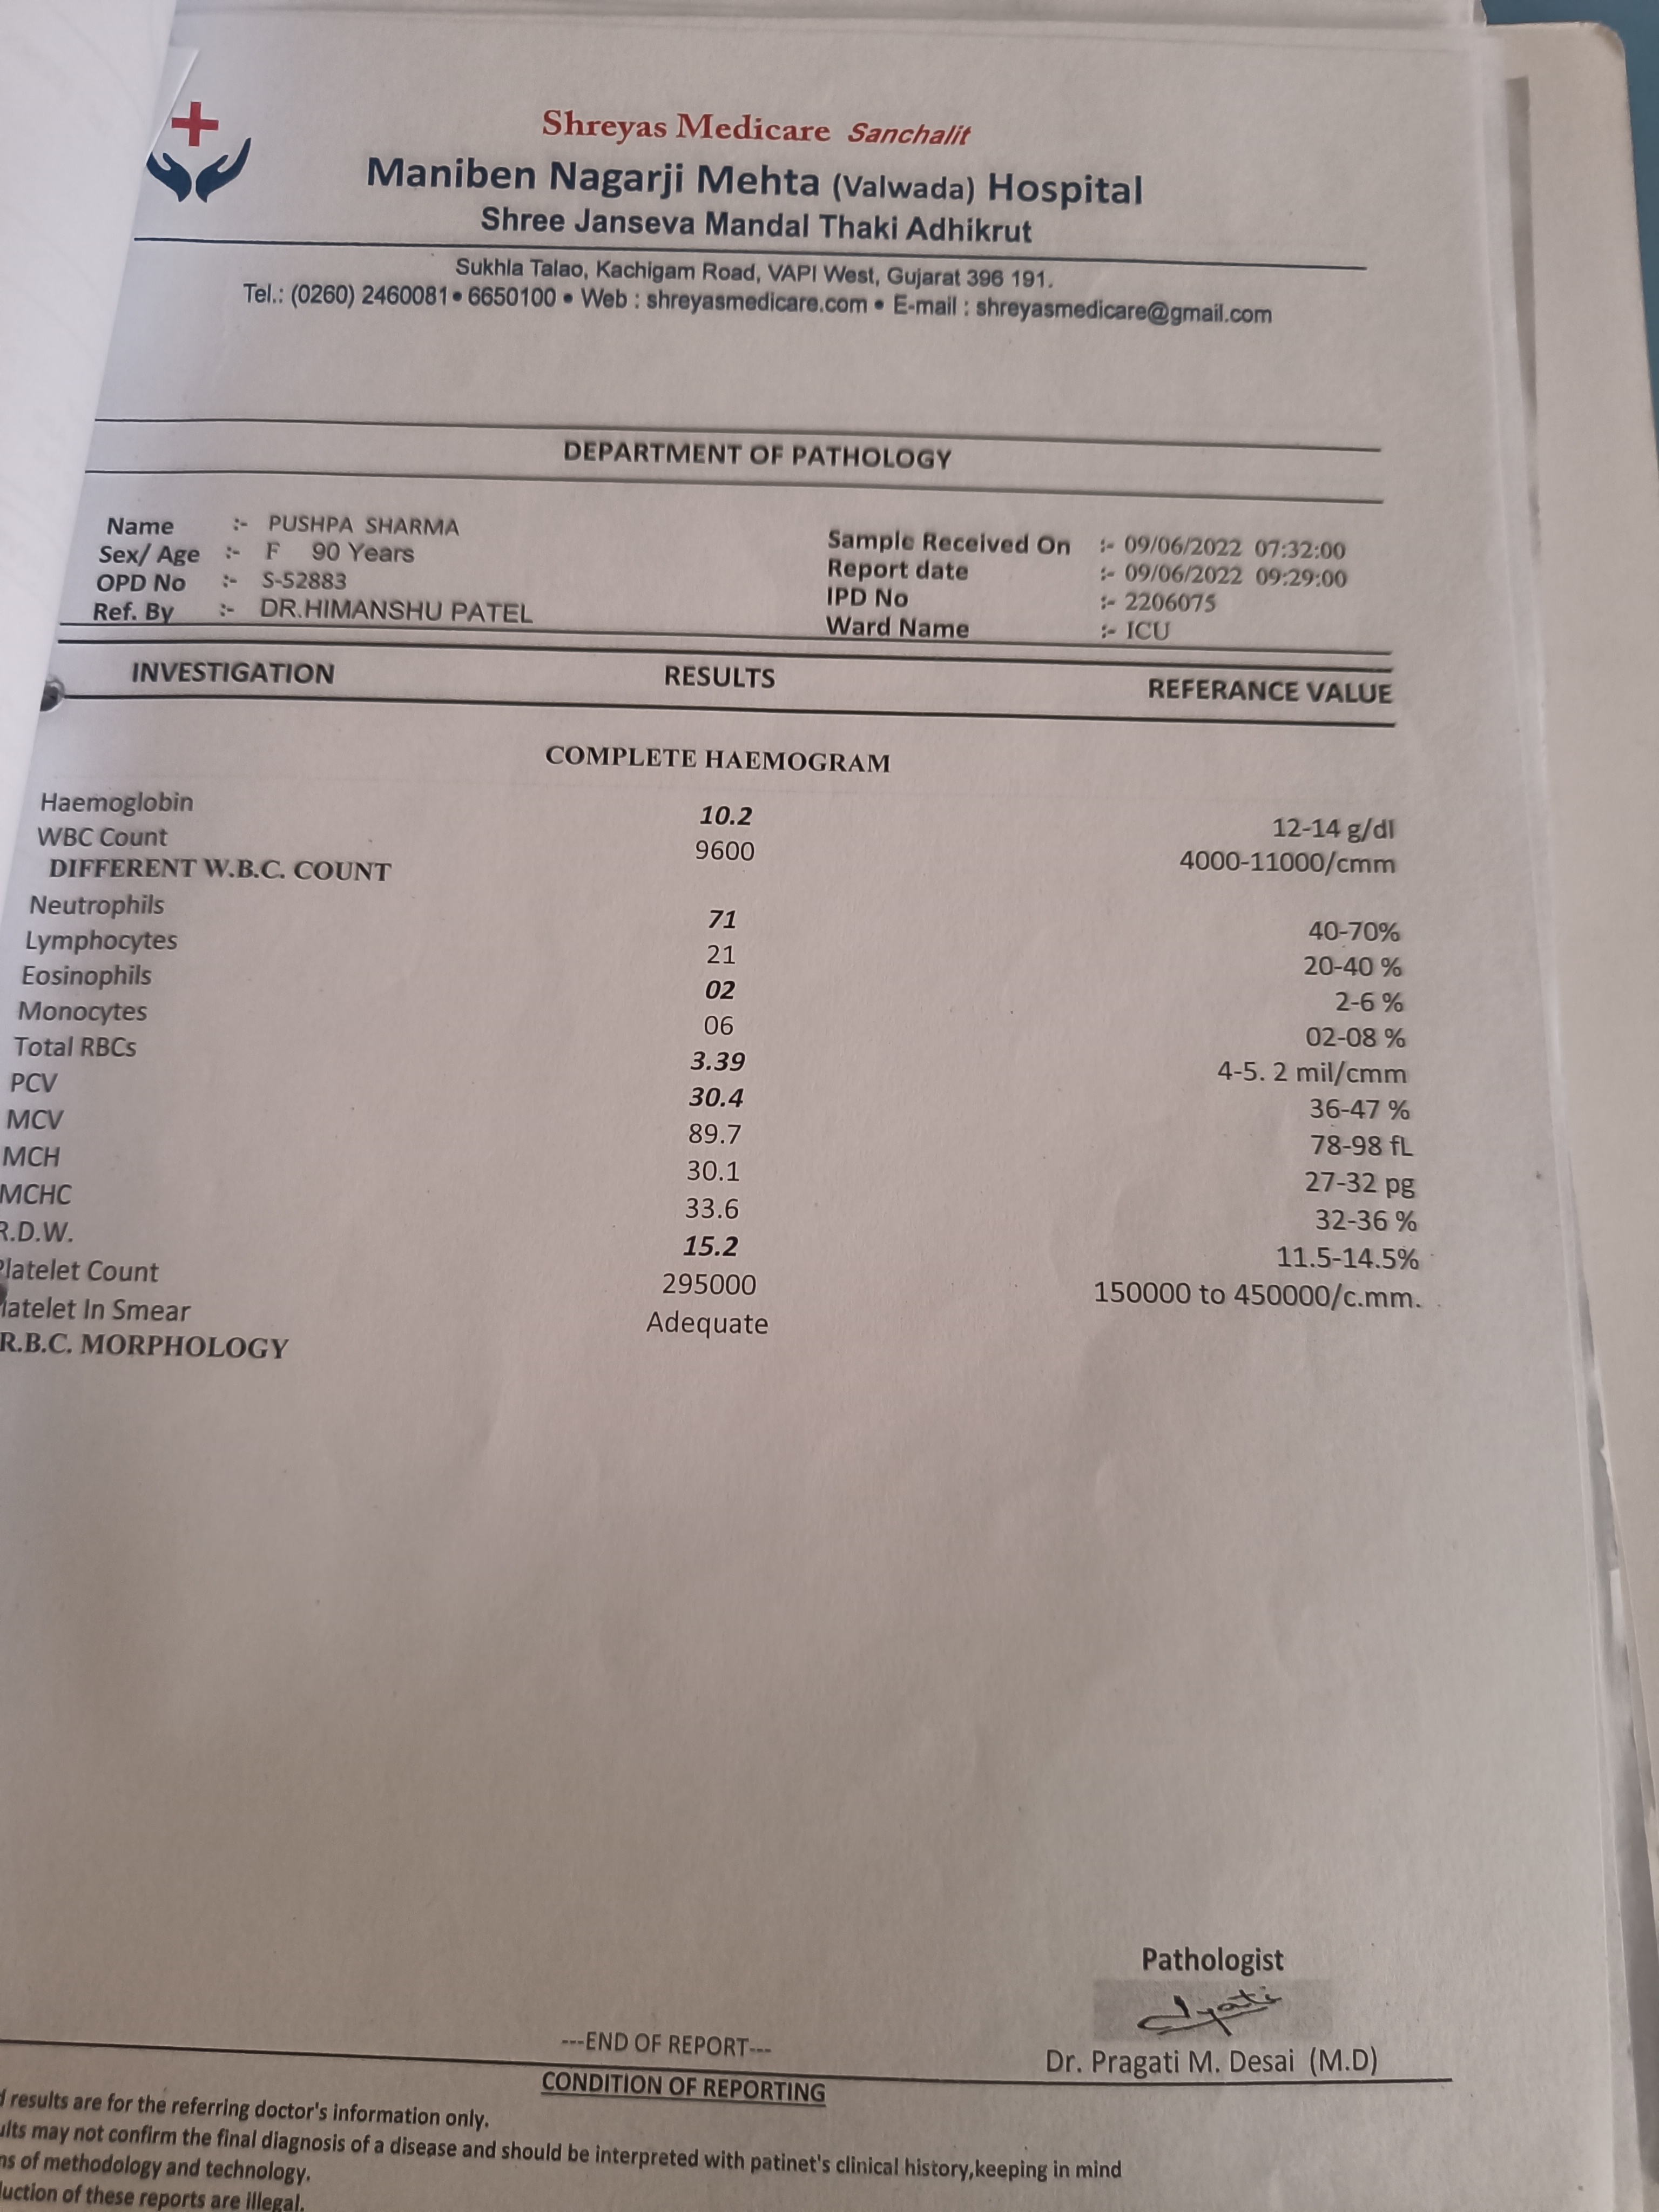 Shreyas Medicare Sanchalit
Maniben Nagarji Mehta (Valwada) Hospital
Shree Janseva Mandal Thaki Adhikrut
Sukhla Talao, Kachigam Road, VAPI West, Gujarat 396 191.
Tel.: (0260) 2460081 • 6650100 • Web : shreyasmedicare.com • E-mail : shreyasmedicare@gmail.com
DEPARTMENT OF PATHOLOGY
Name :- PUSHPA SHARMA Sample Received On :- 09/06/2022 07:32:00
Sex/ Age :- F 90 Years Report date :- 09/06/2022 09:29:00
OPD No :- S-52883 IPD No :- 2206075
Ref. By :- DR.HIMANSHU PATEL Ward Name :- ICU
INVESTIGATION RESULTS REFERANCE VALUE
COMPLETE HAEMOGRAM
Haemoglobin 10.2 12-14 g/dl
WBC Count 9600 4000-11000/cmm
DIFFERENT W.B.C. COUNT
Neutrophils 71 40-70%
Lymphocytes 21 20-40 %
Eosinophils 02 2-6 %
Monocytes 06 02-08 %
Total RBCs 3.39 4-5. 2 mil/cmm
PCV 30.4 36-47 %
MCV 89.7 78-98 fL
MCH 30.1 27-32 pg
MCHC 33.6 32-36 %
R.D.W. 15.2 11.5-14.5%
Platelet Count 295000 150000 to 450000/c.mm.
latelet In Smear Adequate
R.B.C. MORPHOLOGY
Pathologist
---END OF REPORT---
Dr. Pragati M. Desai (M.D)
CONDITION OF REPORTING
results are for the referring doctor's information only.
may not confirm the final diagnosis of a disease and should be interpreted with patinet's clinical history,keeping in mind
of methodology and technology.
of these reports are illegal.